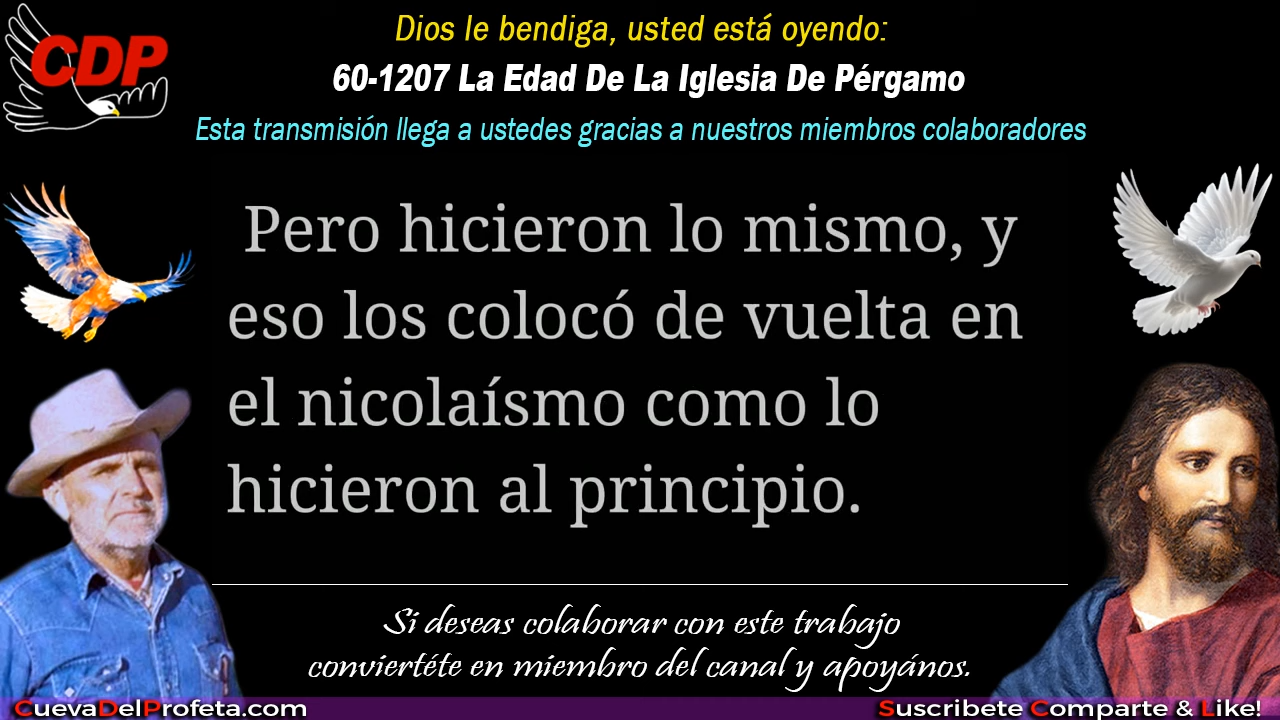 CDP
Dios le bendiga, usted está oyendo:
60-1207 La Edad De La Iglesia De Pérgamo
Esta transmisión llega a ustedes gracias a nuestros miembros colaboradores
Pero hicieron lo mismo, y
eso los colocó de vuelta en
el nicolaísmo como lo
hicieron al principio.
Si deseas colaborar con este trabajo
conviertéte en miembro del canal y apoyános.
CuevaDelProfeta.com
Suscribete Comparte & Like!